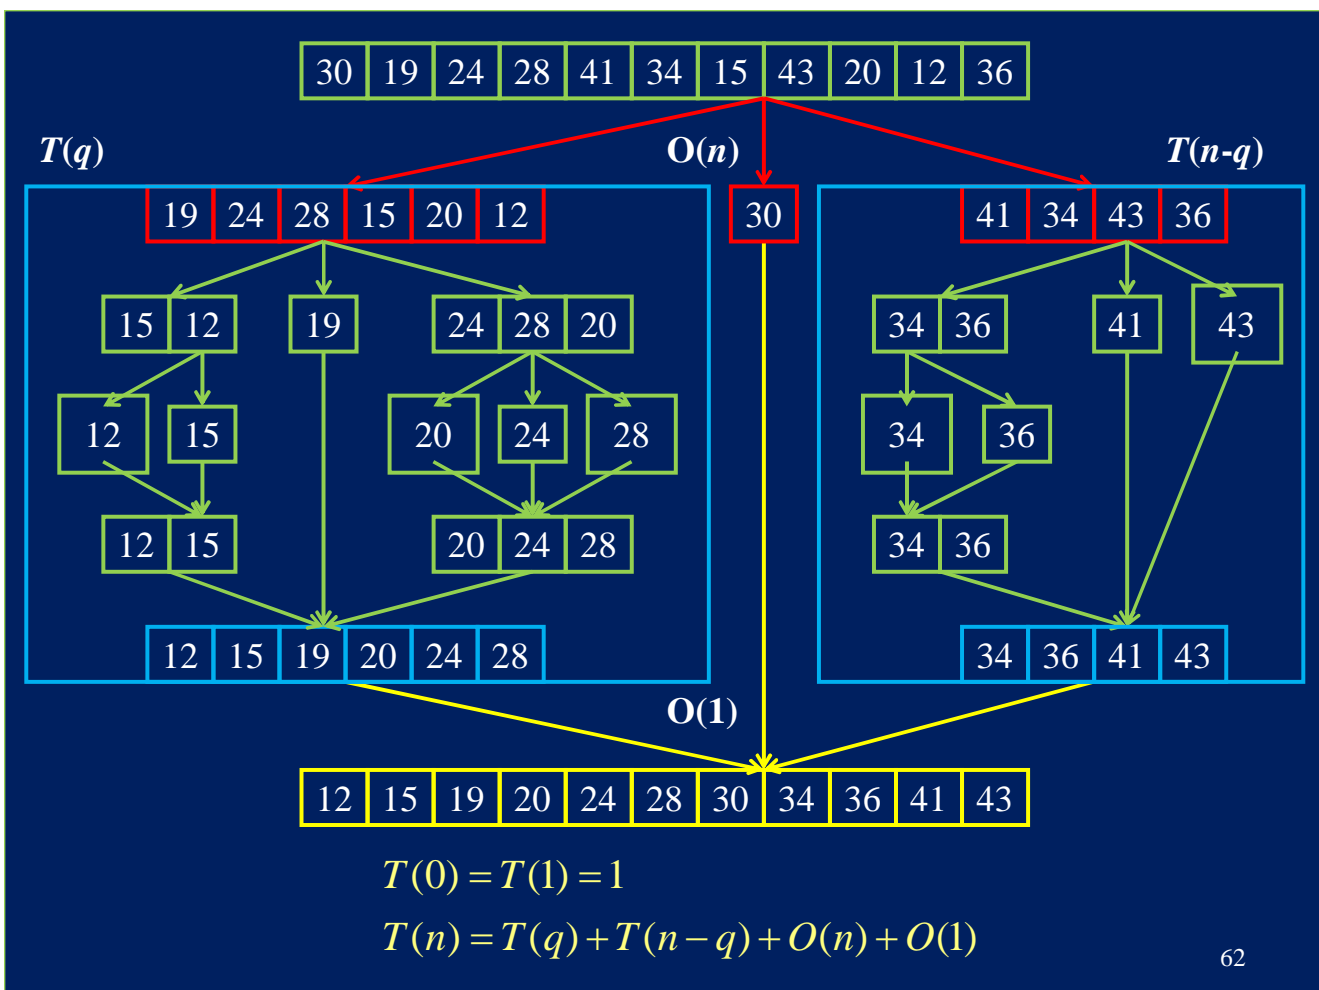 30 19 24 28 41 34 15 43 20 12 36
T(q) O(n) T(n-q)
19 24 28 15 20 12 30 41 34 43 36
15 12 19 24 28 20 34 36 41 43
12 15 20 24 28 34 36
12 15 20 24 28 34 36
12 15 19 20 24 28 34 36 41 43
O(1)
12 15 19 20 24 28 30 34 36 41 43
T(0) = T(1) = 1
T(n) = T(q) + T(n − q) + O(n) + O(1)
62